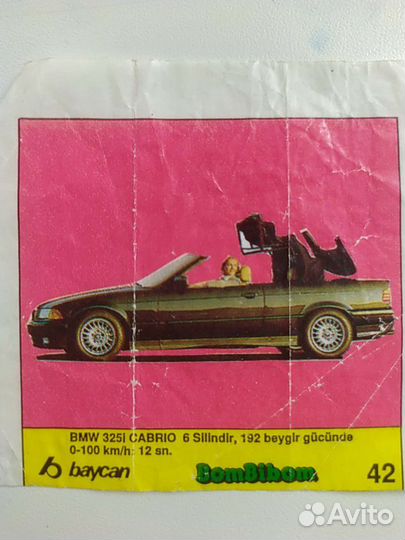 BMW 325i CABRIO 6 Silindir, 192 beygir gücünde
0-100 km/h: 12 sn.
baycan BomBibom 42
Avito